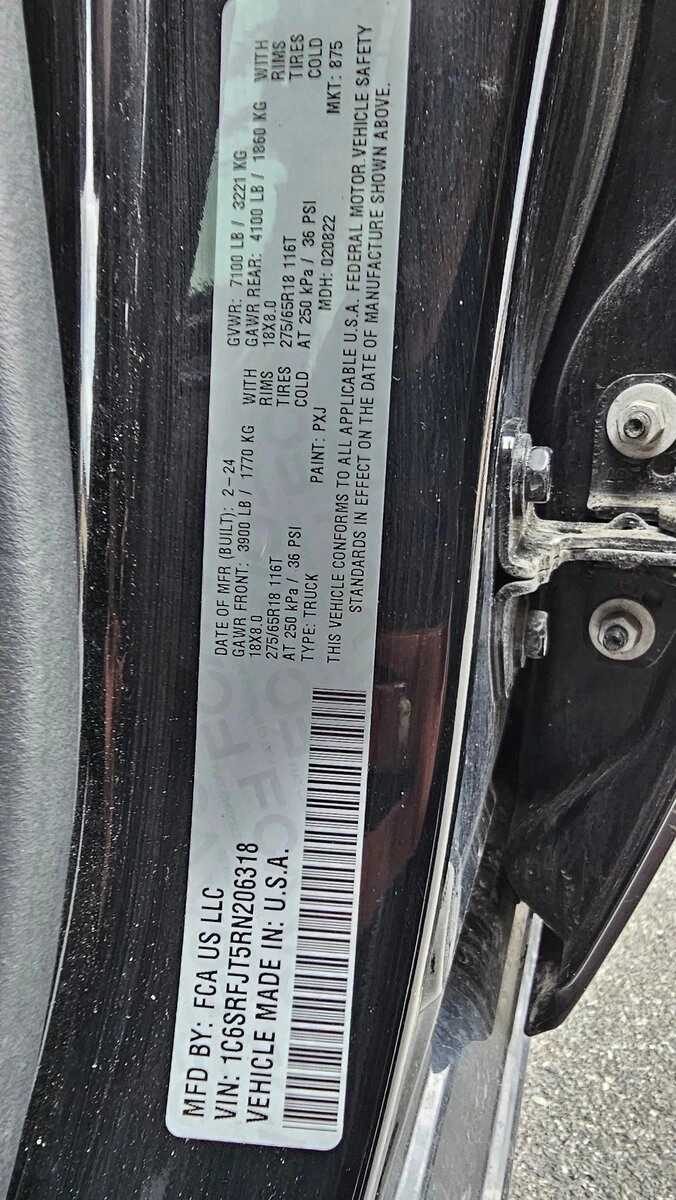 MFD BY: FCA US LLC
VIN: 1C6SRFJT5RN206318
VEHICLE MADE IN: U.S.A.
DATE OF MFR (BUILT): 2-24
GAWR FRONT: 3900 LB / 1770 KG WITH
18X8.0 RIMS
275/65R18 116T TIRES
AT 250 kPa / 36 PSI COLD
TYPE: TRUCK PAINT: PXJ
GVWR: 7100 LB / 3221 KG
GAWR REAR: 4100 LB / 1860 KG WITH
18X8.0 RIMS
275/65R18 116T TIRES
AT 250 kPa / 36 PSI COLD
MDH: 020822 MKT: 875
THIS VEHICLE CONFORMS TO ALL APPLICABLE U.S.A. FEDERAL MOTOR VEHICLE SAFETY
STANDARDS IN EFFECT ON THE DATE OF MANUFACTURE SHOWN ABOVE.